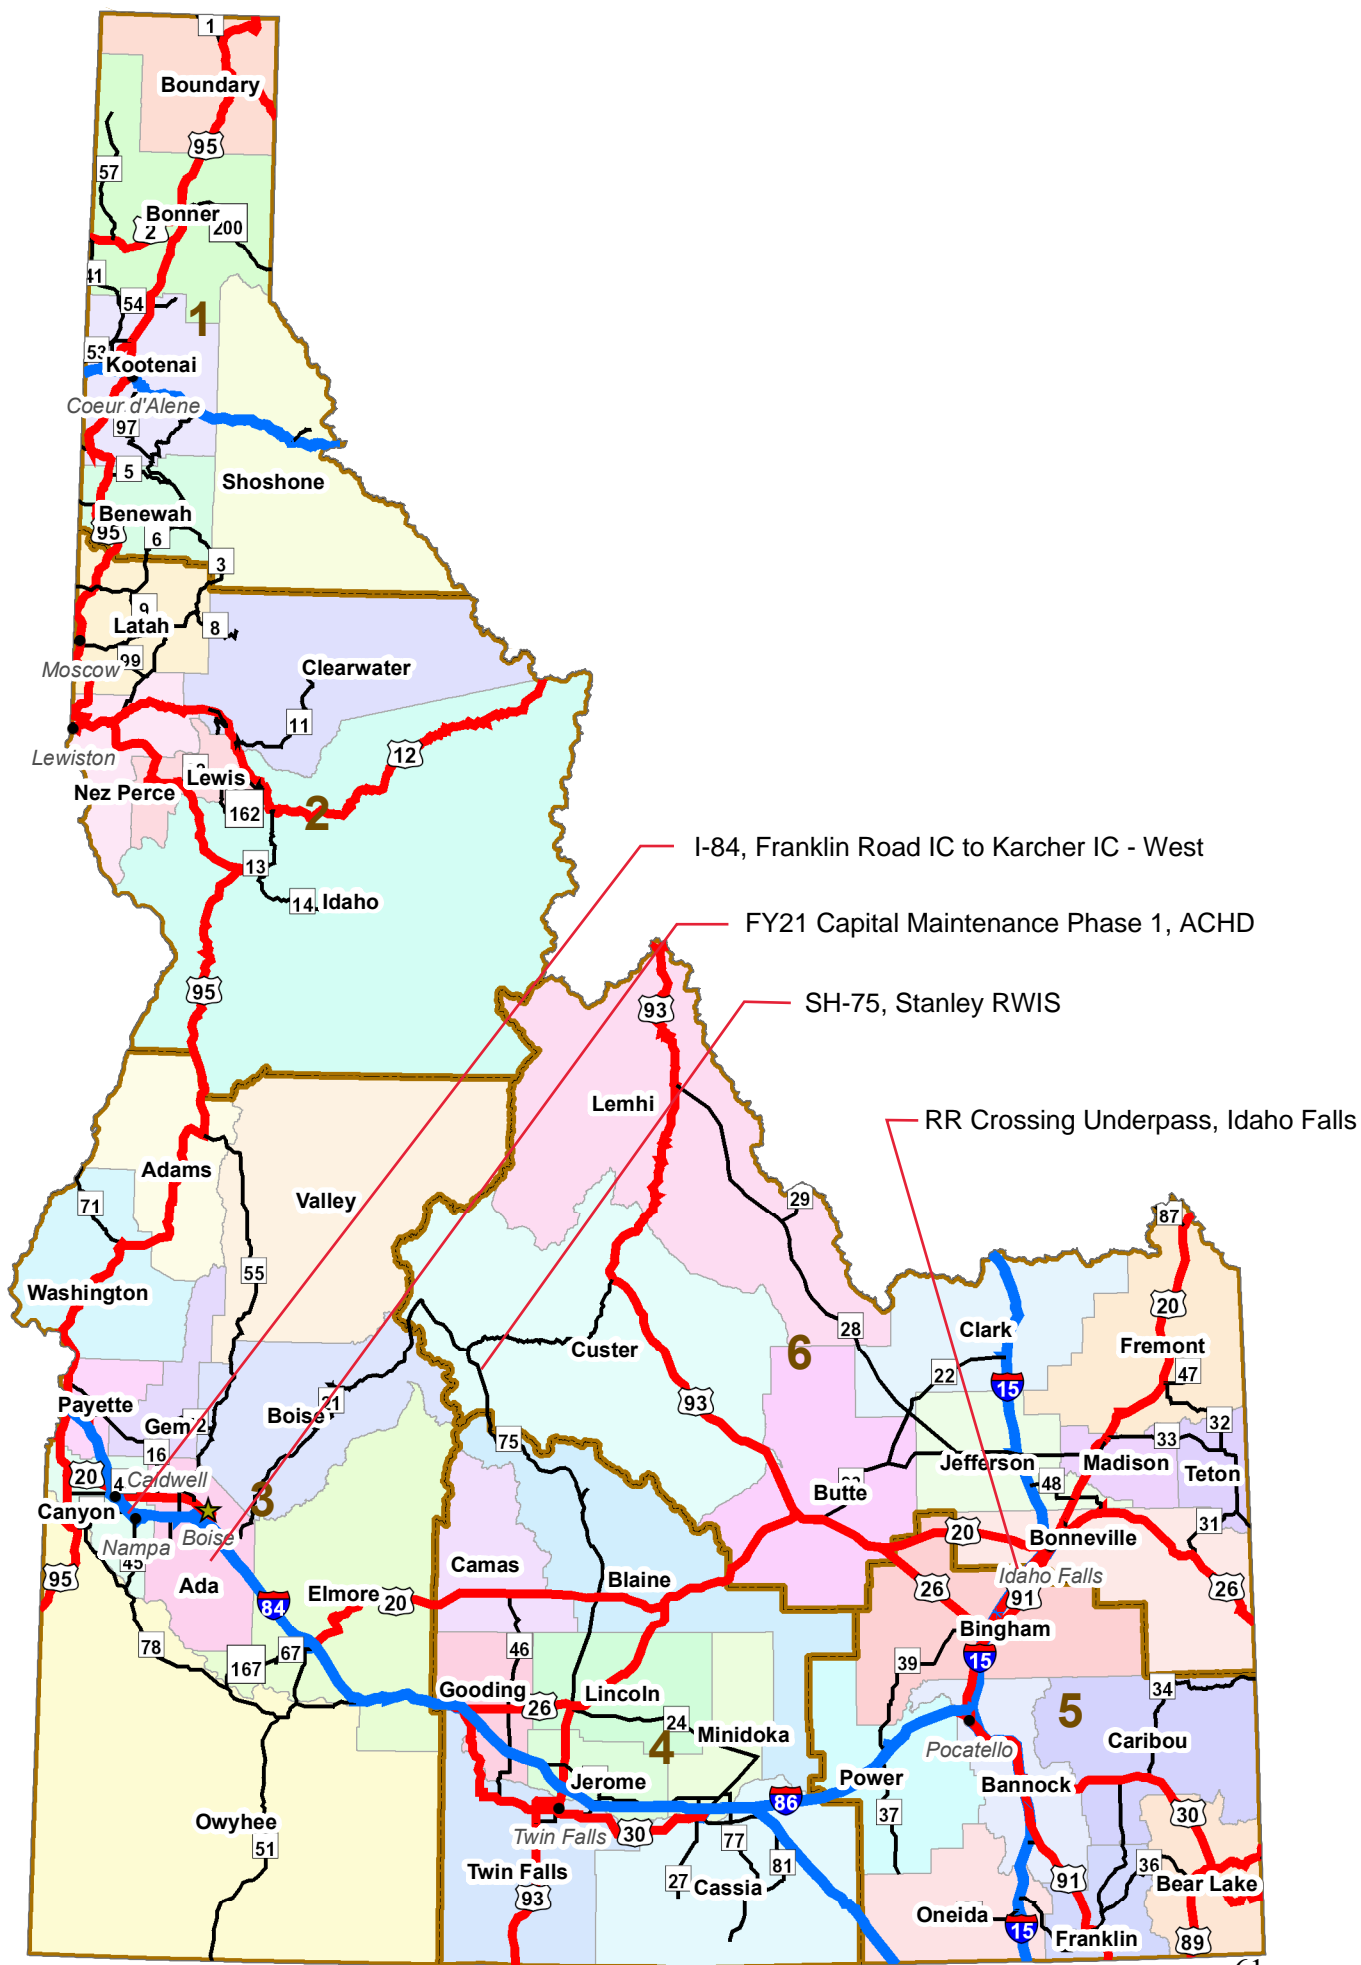 1
Boundary
95
57
Bonner
2
200
41
54
1
53
Kootenai
Coeur d'Alene
97
5
Shoshone
Benewah
95
6
3
9
Latah
8
99
Moscow
Clearwater
11
Lewiston
12
Lewis
Nez Perce
162
2
I-84, Franklin Road IC to Karcher IC - West
13
14
Idaho
FY21 Capital Maintenance Phase 1, ACHD
95
93
SH-75, Stanley RWIS
Lemhi
RR Crossing Underpass, Idaho Falls
Adams
71
Valley
29
87
55
Washington
20
28
Clark
Custer
6
Fremont
22
47
15
93
21
Payette
Boise
Gem
32
75
16
33
Jefferson
Madison
Teton
20
4
Caldwell
48
Butte
3
Canyon
31
Nampa
Boise
20
Bonneville
45
Camas
95
Ada
Blaine
Idaho Falls
26
26
Elmore
20
91
84
Bingham
78
46
167
67
39
15
Gooding
Lincoln
26
34
24
5
Minidoka
4
Pocatello
Caribou
Jerome
Power
Bannock
86
37
30
Owyhee
Twin Falls
30
51
77
Twin Falls
81
36
27
Cassia
91
Bear Lake
93
Oneida
15
Franklin
89
61